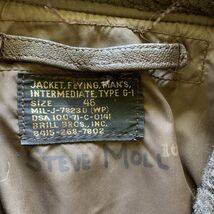 JACKET, FLYING, MAN'S,
INTERMEDIATE, TYPE G-1
SIZE 46
MIL-J-7823D (WP)
DSA 100-71-C-0141
BRILL BROS., INC.
8415-268-7802
STEVE MOLL